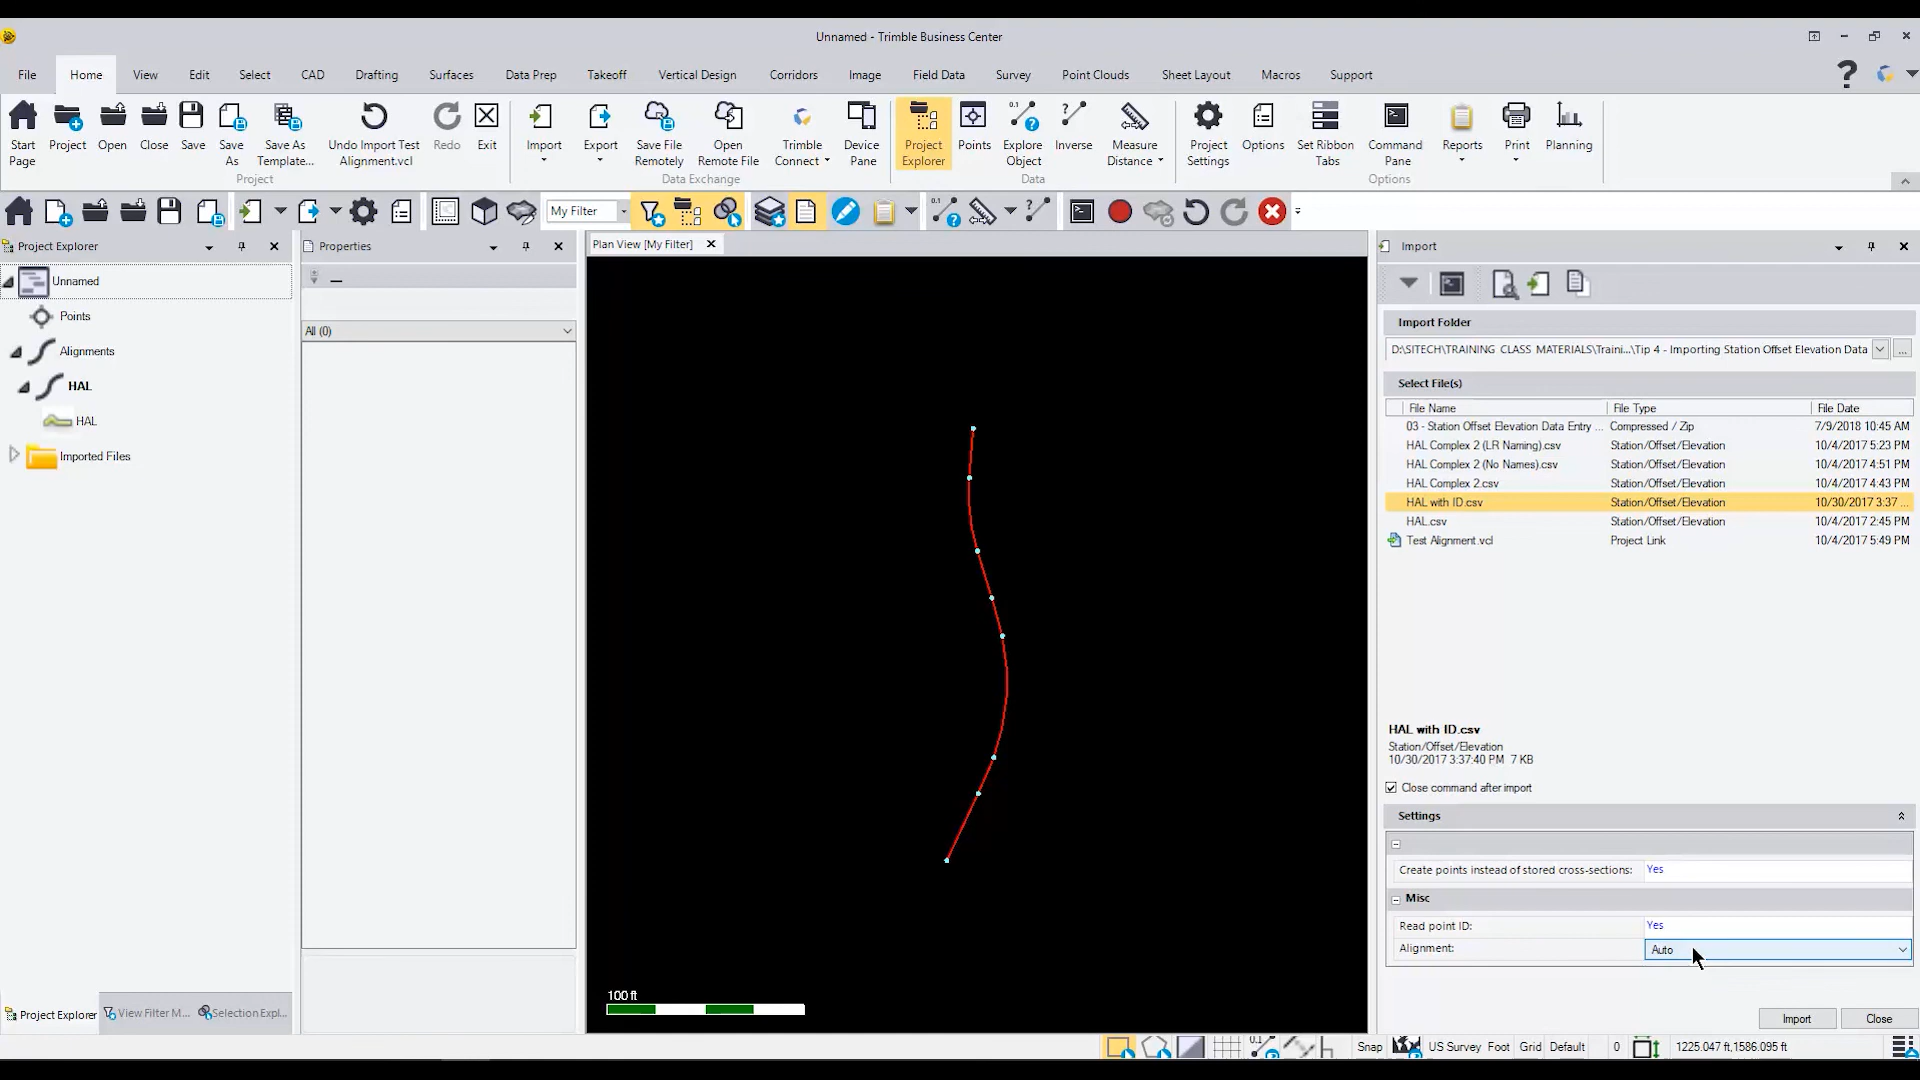 Unnamed - Trimble Business Center
File Home View Edit Select CAD Drafting Surfaces Data Prep Takeoff Vertical Design Corridors Image Field Data Survey Point Clouds Sheet Layout Macros Support
Start Page
Project
Open
Close
Save
Save As
Save As Template...
Undo Import Test Alignment.vcl
Redo
Exit
Project
Import
Export
Save File Remotely
Open Remote File
Trimble Connect
Device Pane
Data Exchange
Project Explorer
Points
Explore Object
Inverse
Measure Distance
Data
Project Settings
Options
Set Ribbon Tabs
Command Pane
Reports
Print
Planning
Options
My Filter
Project Explorer
Unnamed
Points
Alignments
HAL
HAL
Imported Files
Project Explorer View Filter M... Selection Expl...
Properties
All (0)
Plan View [My Filter]
100 ft
Import
Import Folder
D:\SITECH\TRAINING CLASS MATERIALS\Traini...\Tip 4 - Importing Station Offset Elevation Data
...
Select File(s)
File Name File Type File Date
03 - Station Offset Elevation Data Entry ... Compressed / Zip 7/9/2018 10:45 AM
HAL Complex 2 (LR Naming).csv Station/Offset/Elevation 10/4/2017 5:23 PM
HAL Complex 2 (No Names).csv Station/Offset/Elevation 10/4/2017 4:51 PM
HAL Complex 2.csv Station/Offset/Elevation 10/4/2017 4:43 PM
HAL with ID.csv Station/Offset/Elevation 10/30/2017 3:37 ...
HAL.csv Station/Offset/Elevation 10/4/2017 2:45 PM
Test Alignment.vcl Project Link 10/4/2017 5:49 PM
HAL with ID.csv
Station/Offset/Elevation
10/30/2017 3:37:40 PM 7 KB
Close command after import
Settings
Create points instead of stored cross-sections: Yes
Misc
Read point ID: Yes
Alignment: Auto
Import Close
Snap US Survey Foot Grid Default 0 1225.047 ft,1586.095 ft